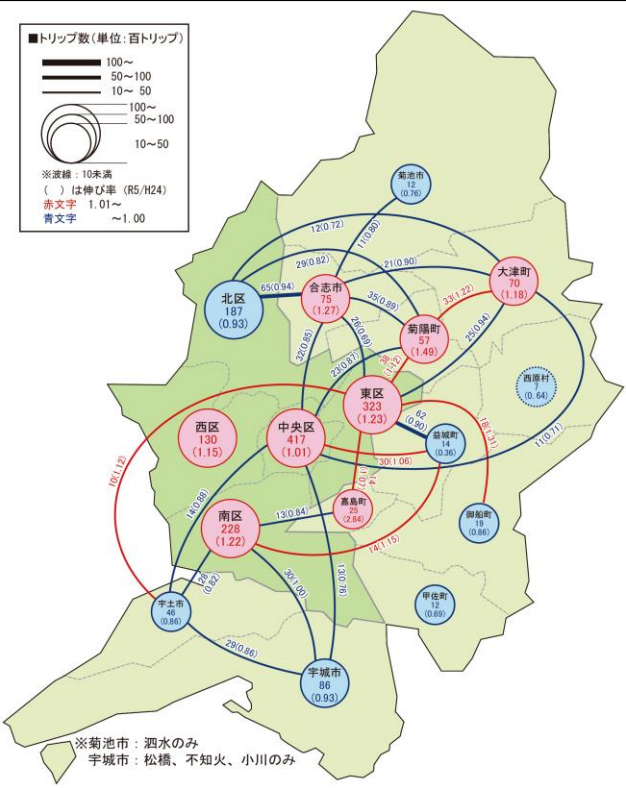 ■トリップ数(単位:百トリップ)
100~
50~100
10~ 50
100~
50~100
10~50
※波線:10未満
( )は伸び率 (R5/H24)
赤文字 1.01~
青文字 ~1.00
菊池市
12
(0.76)
12(0.72)
11(0.80)
29(0.82)
21(0.90)
大津町
70
(1.18)
北区
187
(0.93)
65(0.94)
合志市
75
(1.27)
35(0.89)
33(1.22)
菊陽町
57
(1.49)
25(0.94)
32(0.85)
26(0.69)
23(0.87)
38
(1.12)
西原村
7
(0.64)
東区
323
(1.23)
62
(0.90)
18(1.31)
11(0.71)
西区
130
(1.15)
中央区
417
(1.01)
益城町
14
(0.36)
30(1.06)
10(1.12)
14
(1.07)
14(0.88)
嘉島町
25
(2.84)
13(0.84)
南区
228
(1.22)
御船町
19
(0.86)
14(1.15)
13(0.76)
30(1.00)
28
(0.82)
宇土市
46
(0.86)
甲佐町
12
(0.69)
29(0.86)
宇城市
86
(0.93)
※菊池市:泗水のみ
宇城市:松橋、不知火、小川のみ